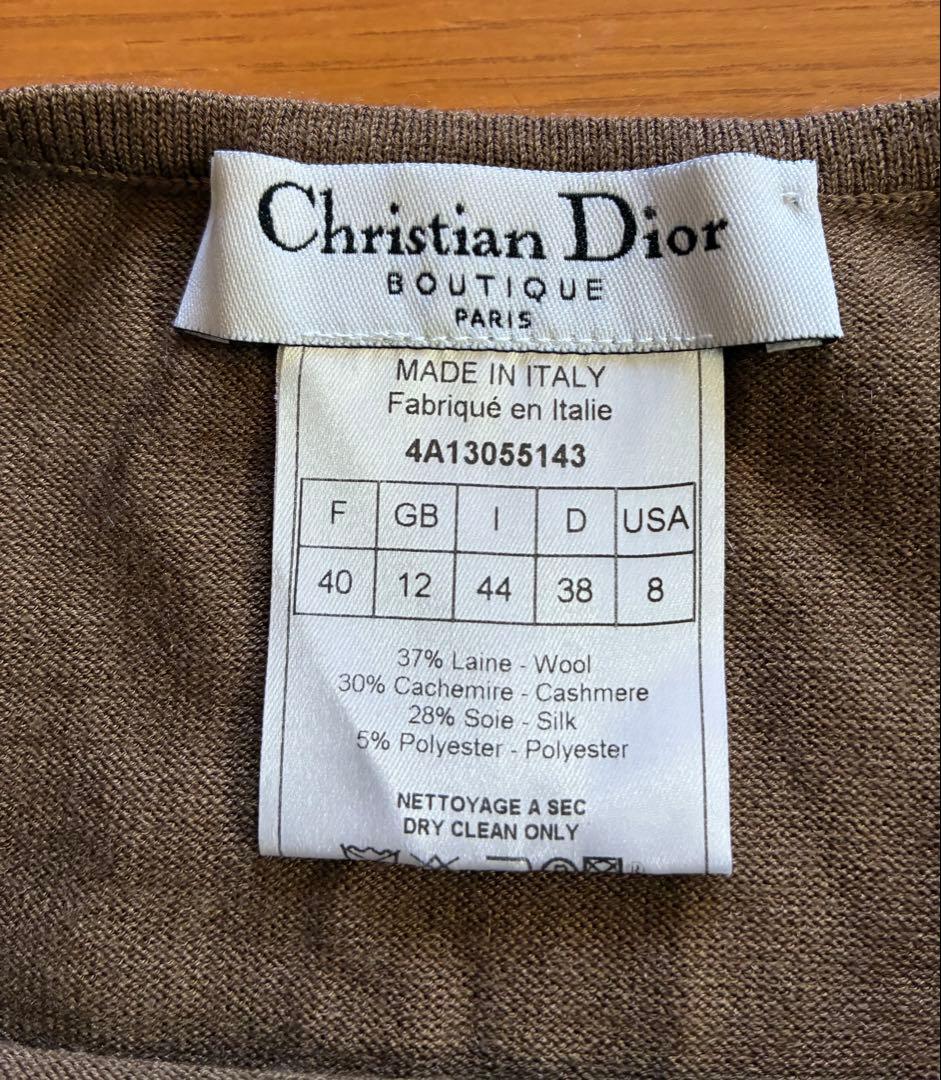 Christian Dior
BOUTIQUE
PARIS
MADE IN ITALY
Fabriqué en Italie
4A13055143
F GB I D USA
40 12 44 38 8
37% Laine - Wool
30% Cachemire - Cashmere
28% Soie - Silk
5% Polyester - Polyester
NETTOYAGE A SEC
DRY CLEAN ONLY